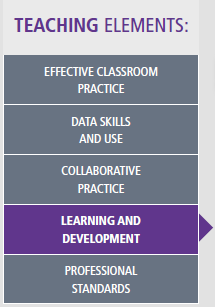 TEACHING ELEMENTS:
EFFECTIVE CLASSROOM
PRACTICE
DATA SKILLS
AND USE
COLLABORATIVE
PRACTICE
LEARNING AND
DEVELOPMENT
PROFESSIONAL
STANDARDS